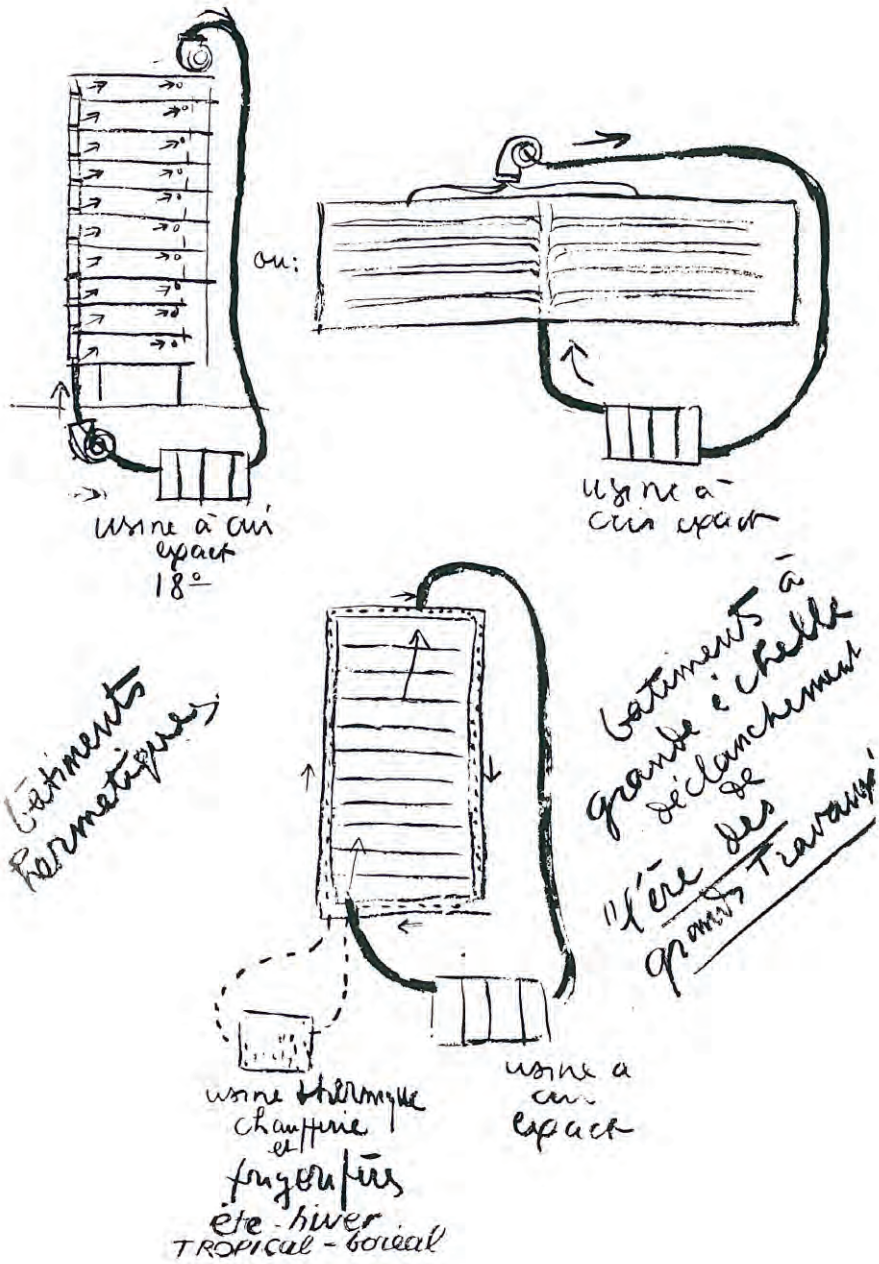 ou:
usine à air
exact
18°
usine à
air exact
bâtiments
hermetiques
bâtiments à
grande échelle
déclanchement
de
"l'ère des
grands Travaux"
usine thermique
chaufferie
et
frigorifères
été-hiver
TROPICAL-boréal
usine a
air
exact